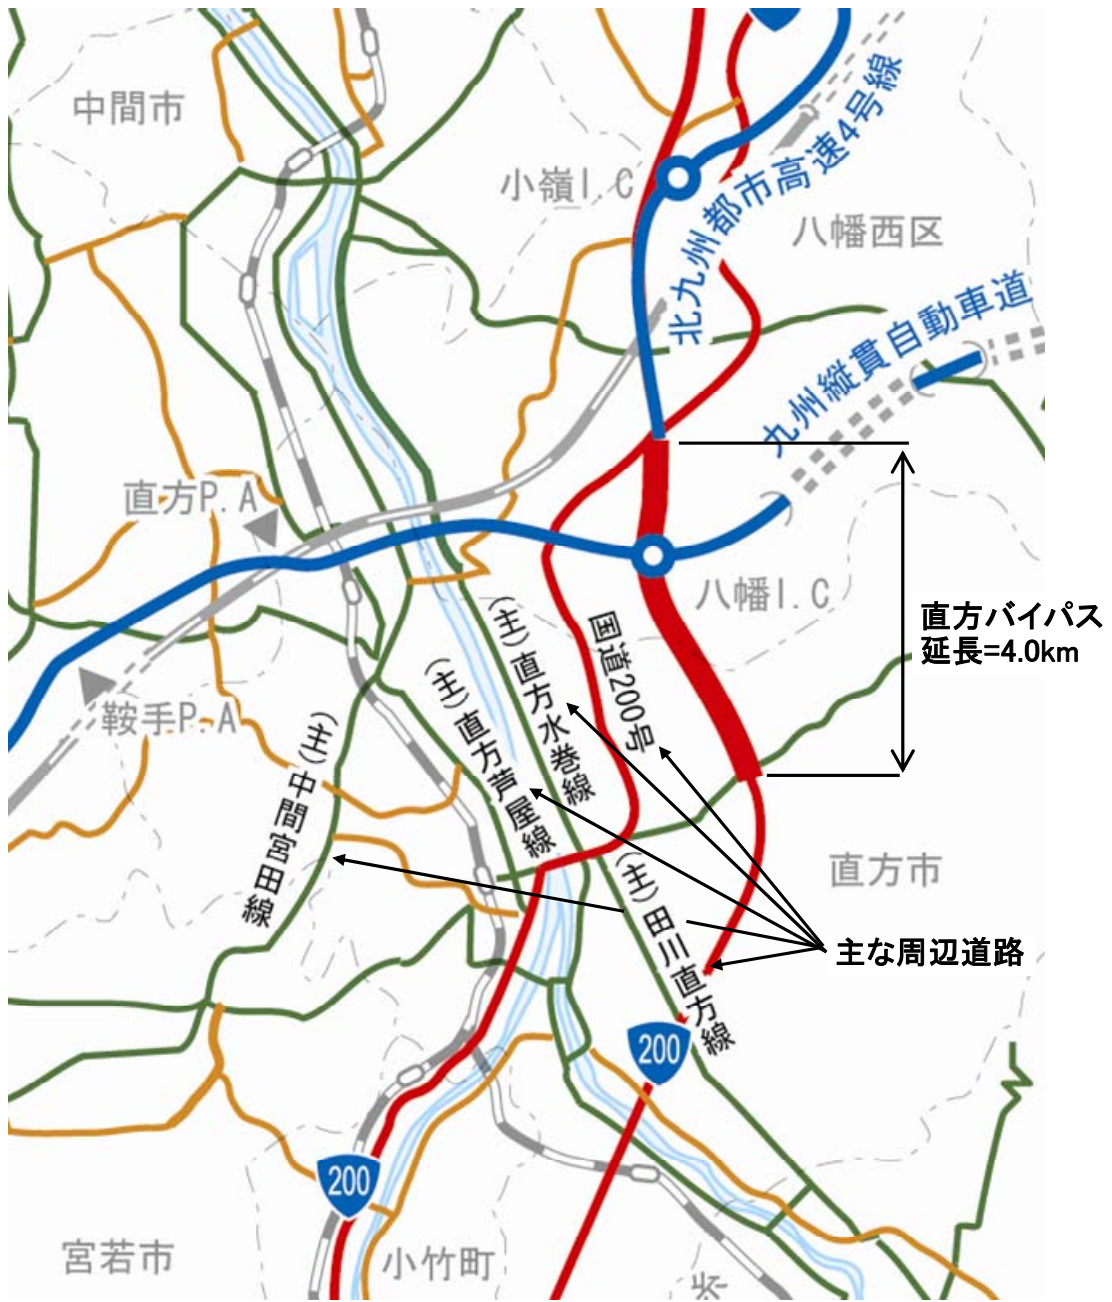 中間市
小嶺I.C
北九州都市高速4号線
八幡西区
九州縦貫自動車道
直方P.A
八幡I.C
直方バイパス
延長=4.0km
鞍手P.A
(主)中間宮田線
(主)直方芦屋線
(主)直方水巻線
国道200号
(主)田川直方線
直方市
主な周辺道路
200
200
宮若市
小竹町